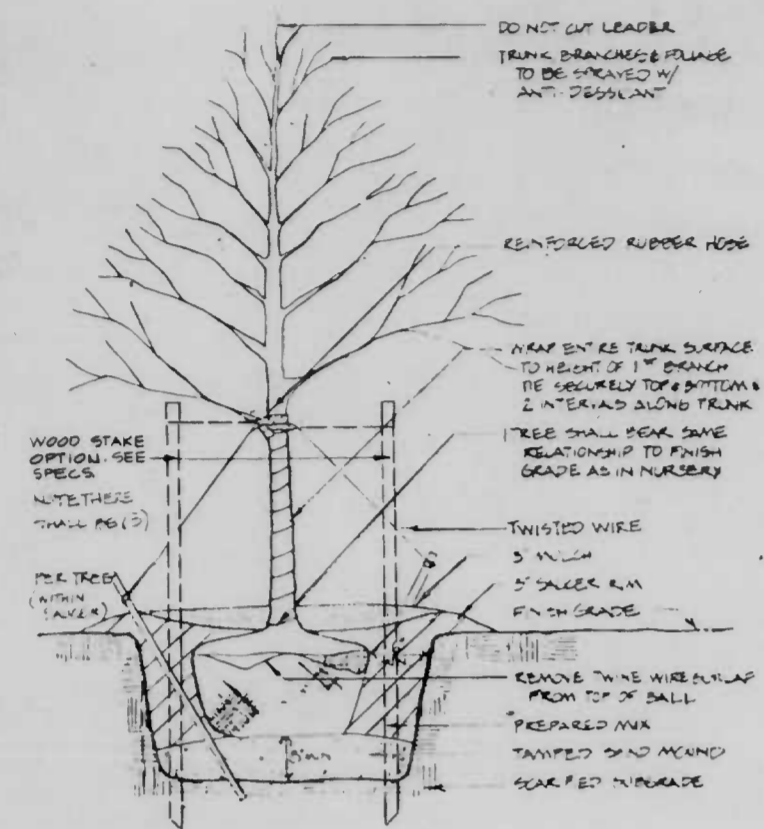 DO NOT CUT LEADER
TRUNK BRANCHES & FOLIAGE
TO BE SPRAYED W/
ANTI-DESSICANT
REINFORCED RUBBER HOSE
WRAP ENTIRE TRUNK SURFACE
TO HEIGHT OF 1ST BRANCH
TIE SECURELY TOP & BOTTOM &
2 INTERVALS ALONG TRUNK
TREE SHALL BEAR SAME
RELATIONSHIP TO FINISH
GRADE AS IN NURSERY
WOOD STAKE
OPTION. SEE
SPECS.
NOTE THERE
SHALL BE (3)
PER TREE
(WITHIN
SAUCER)
TWISTED WIRE
3" MULCH
3" SAUCER RIM
FINISH GRADE
REMOVE TWINE WIRE BURLAP
FROM TOP OF BALL
PREPARED MIX
TAMPED SAND MOUND
SCARIFIED SUBGRADE